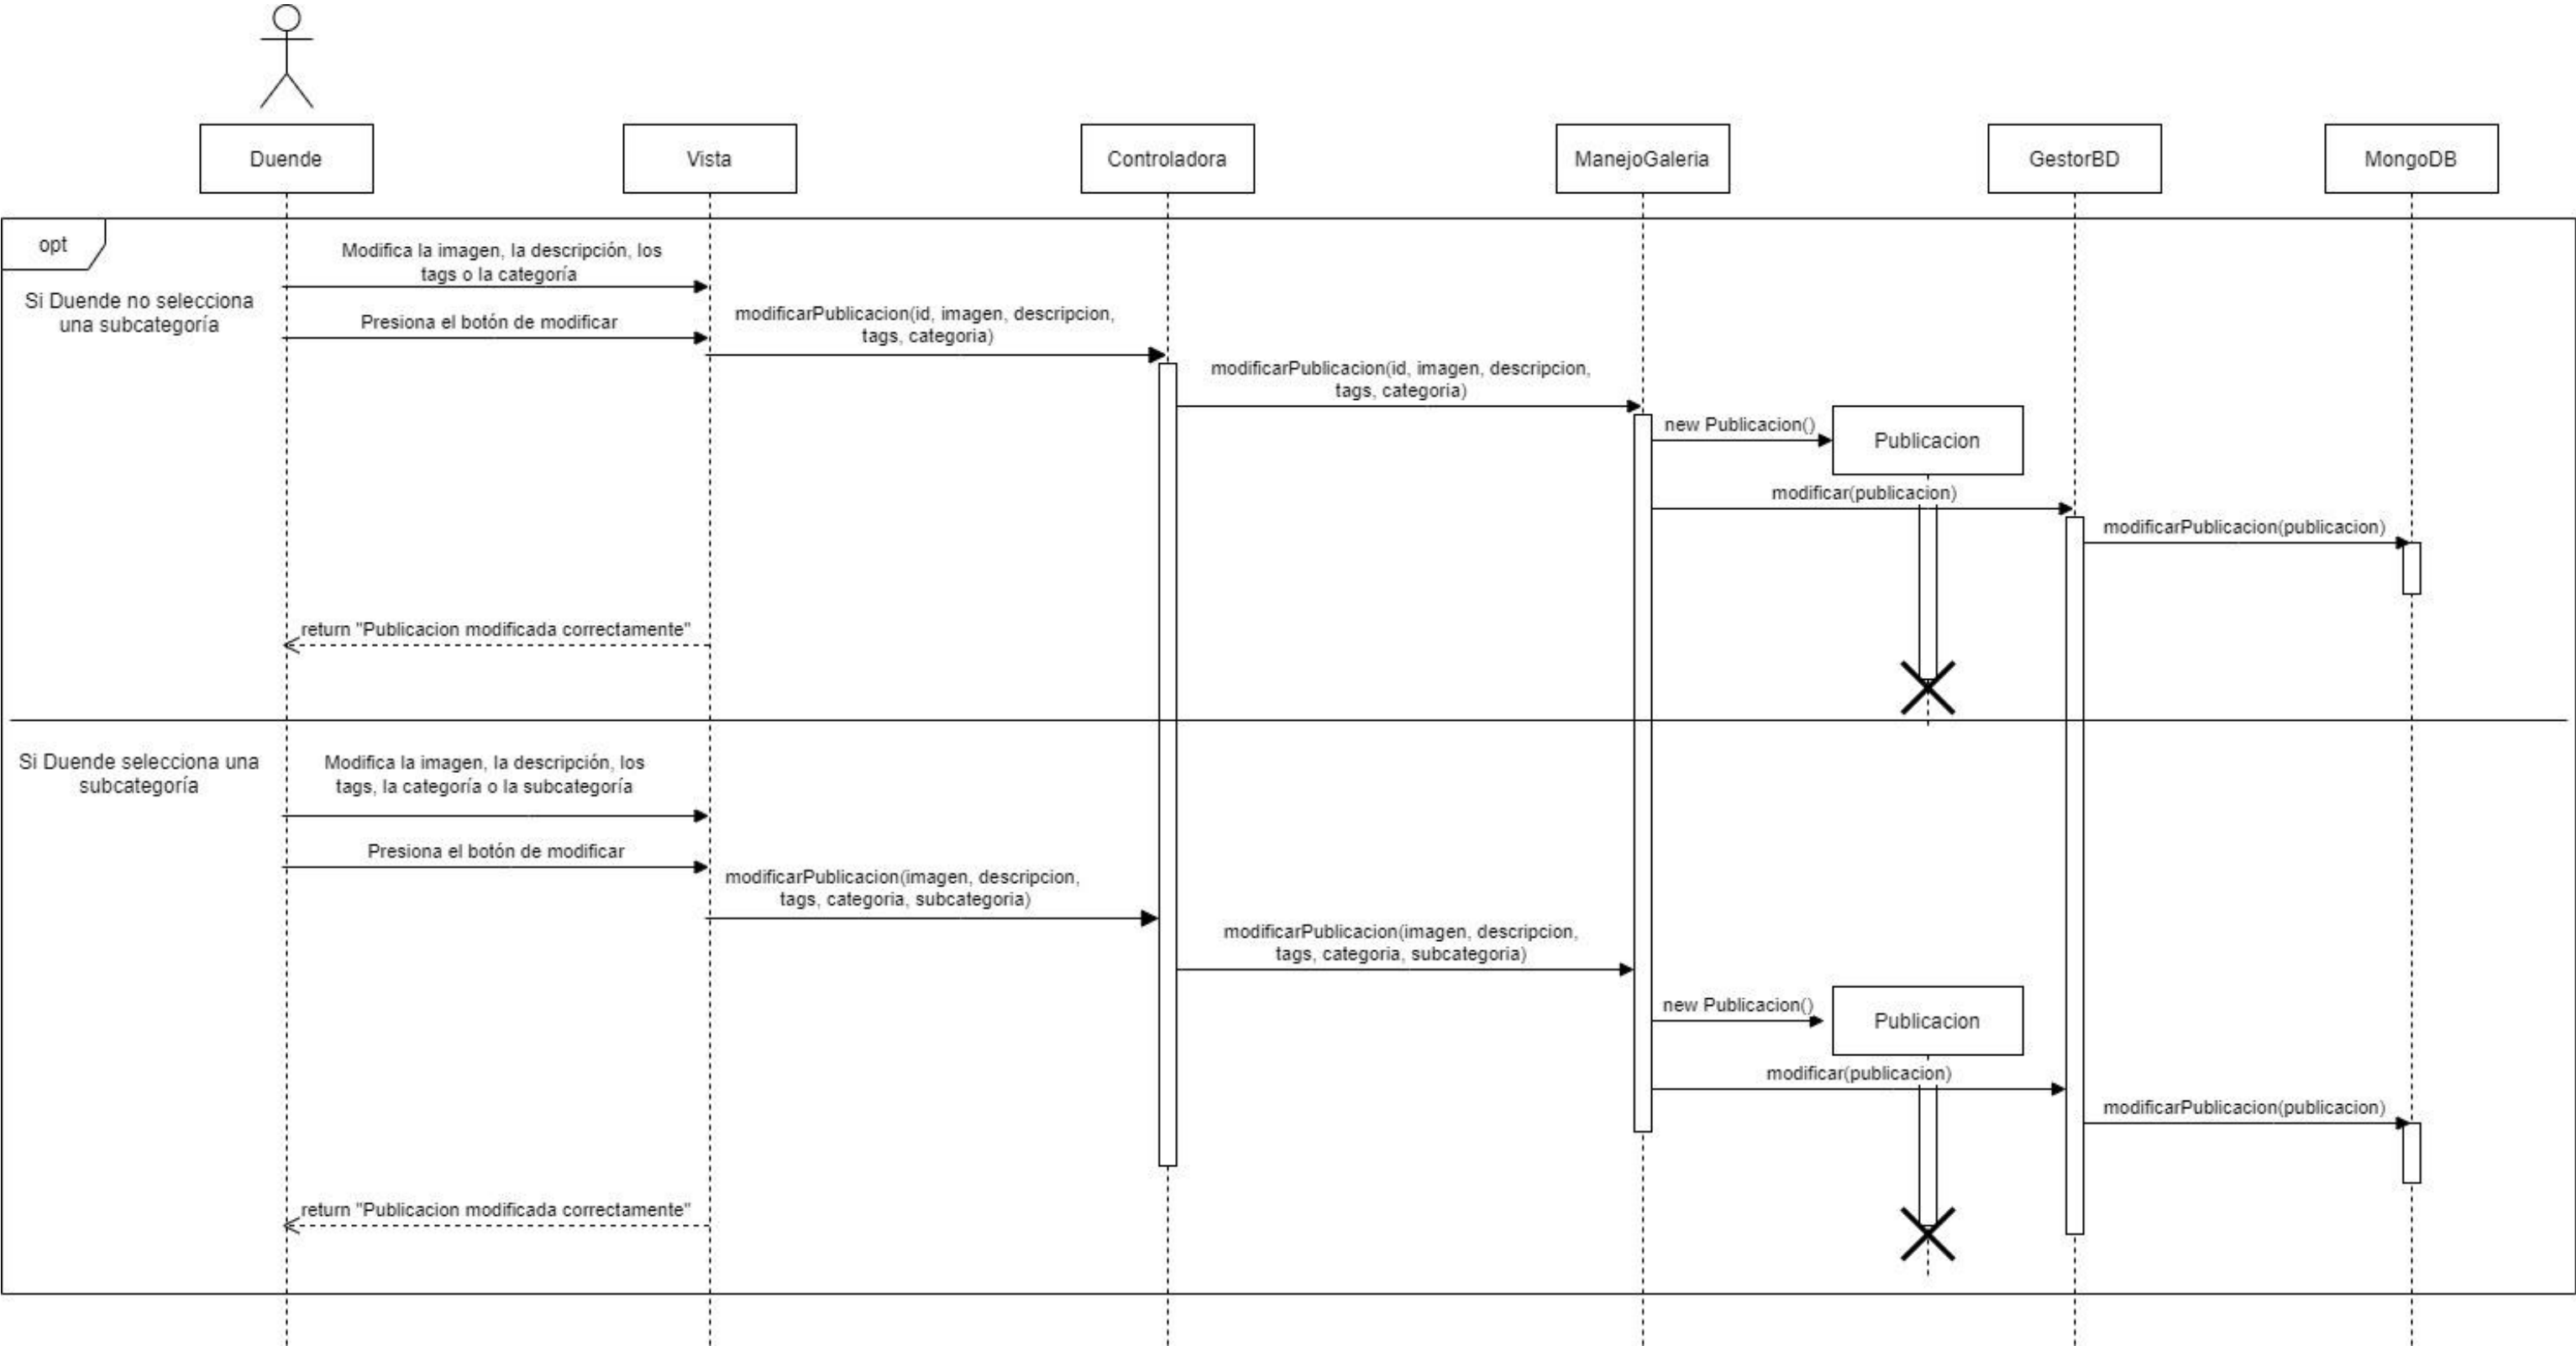 Duende
Vista
Controladora
ManejoGaleria
GestorBD
MongoDB
opt
Si Duende no selecciona
una subcategoría
Modifica la imagen, la descripción, los
tags o la categoría
Presiona el botón de modificar
modificarPublicacion(id, imagen, descripcion,
tags, categoria)
modificarPublicacion(id, imagen, descripcion,
tags, categoria)
new Publicacion()
Publicacion
modificar(publicacion)
modificarPublicacion(publicacion)
return "Publicacion modificada correctamente"
Si Duende selecciona una
subcategoría
Modifica la imagen, la descripción, los
tags, la categoría o la subcategoría
Presiona el botón de modificar
modificarPublicacion(imagen, descripcion,
tags, categoria, subcategoria)
modificarPublicacion(imagen, descripcion,
tags, categoria, subcategoria)
new Publicacion()
Publicacion
modificar(publicacion)
modificarPublicacion(publicacion)
return "Publicacion modificada correctamente"